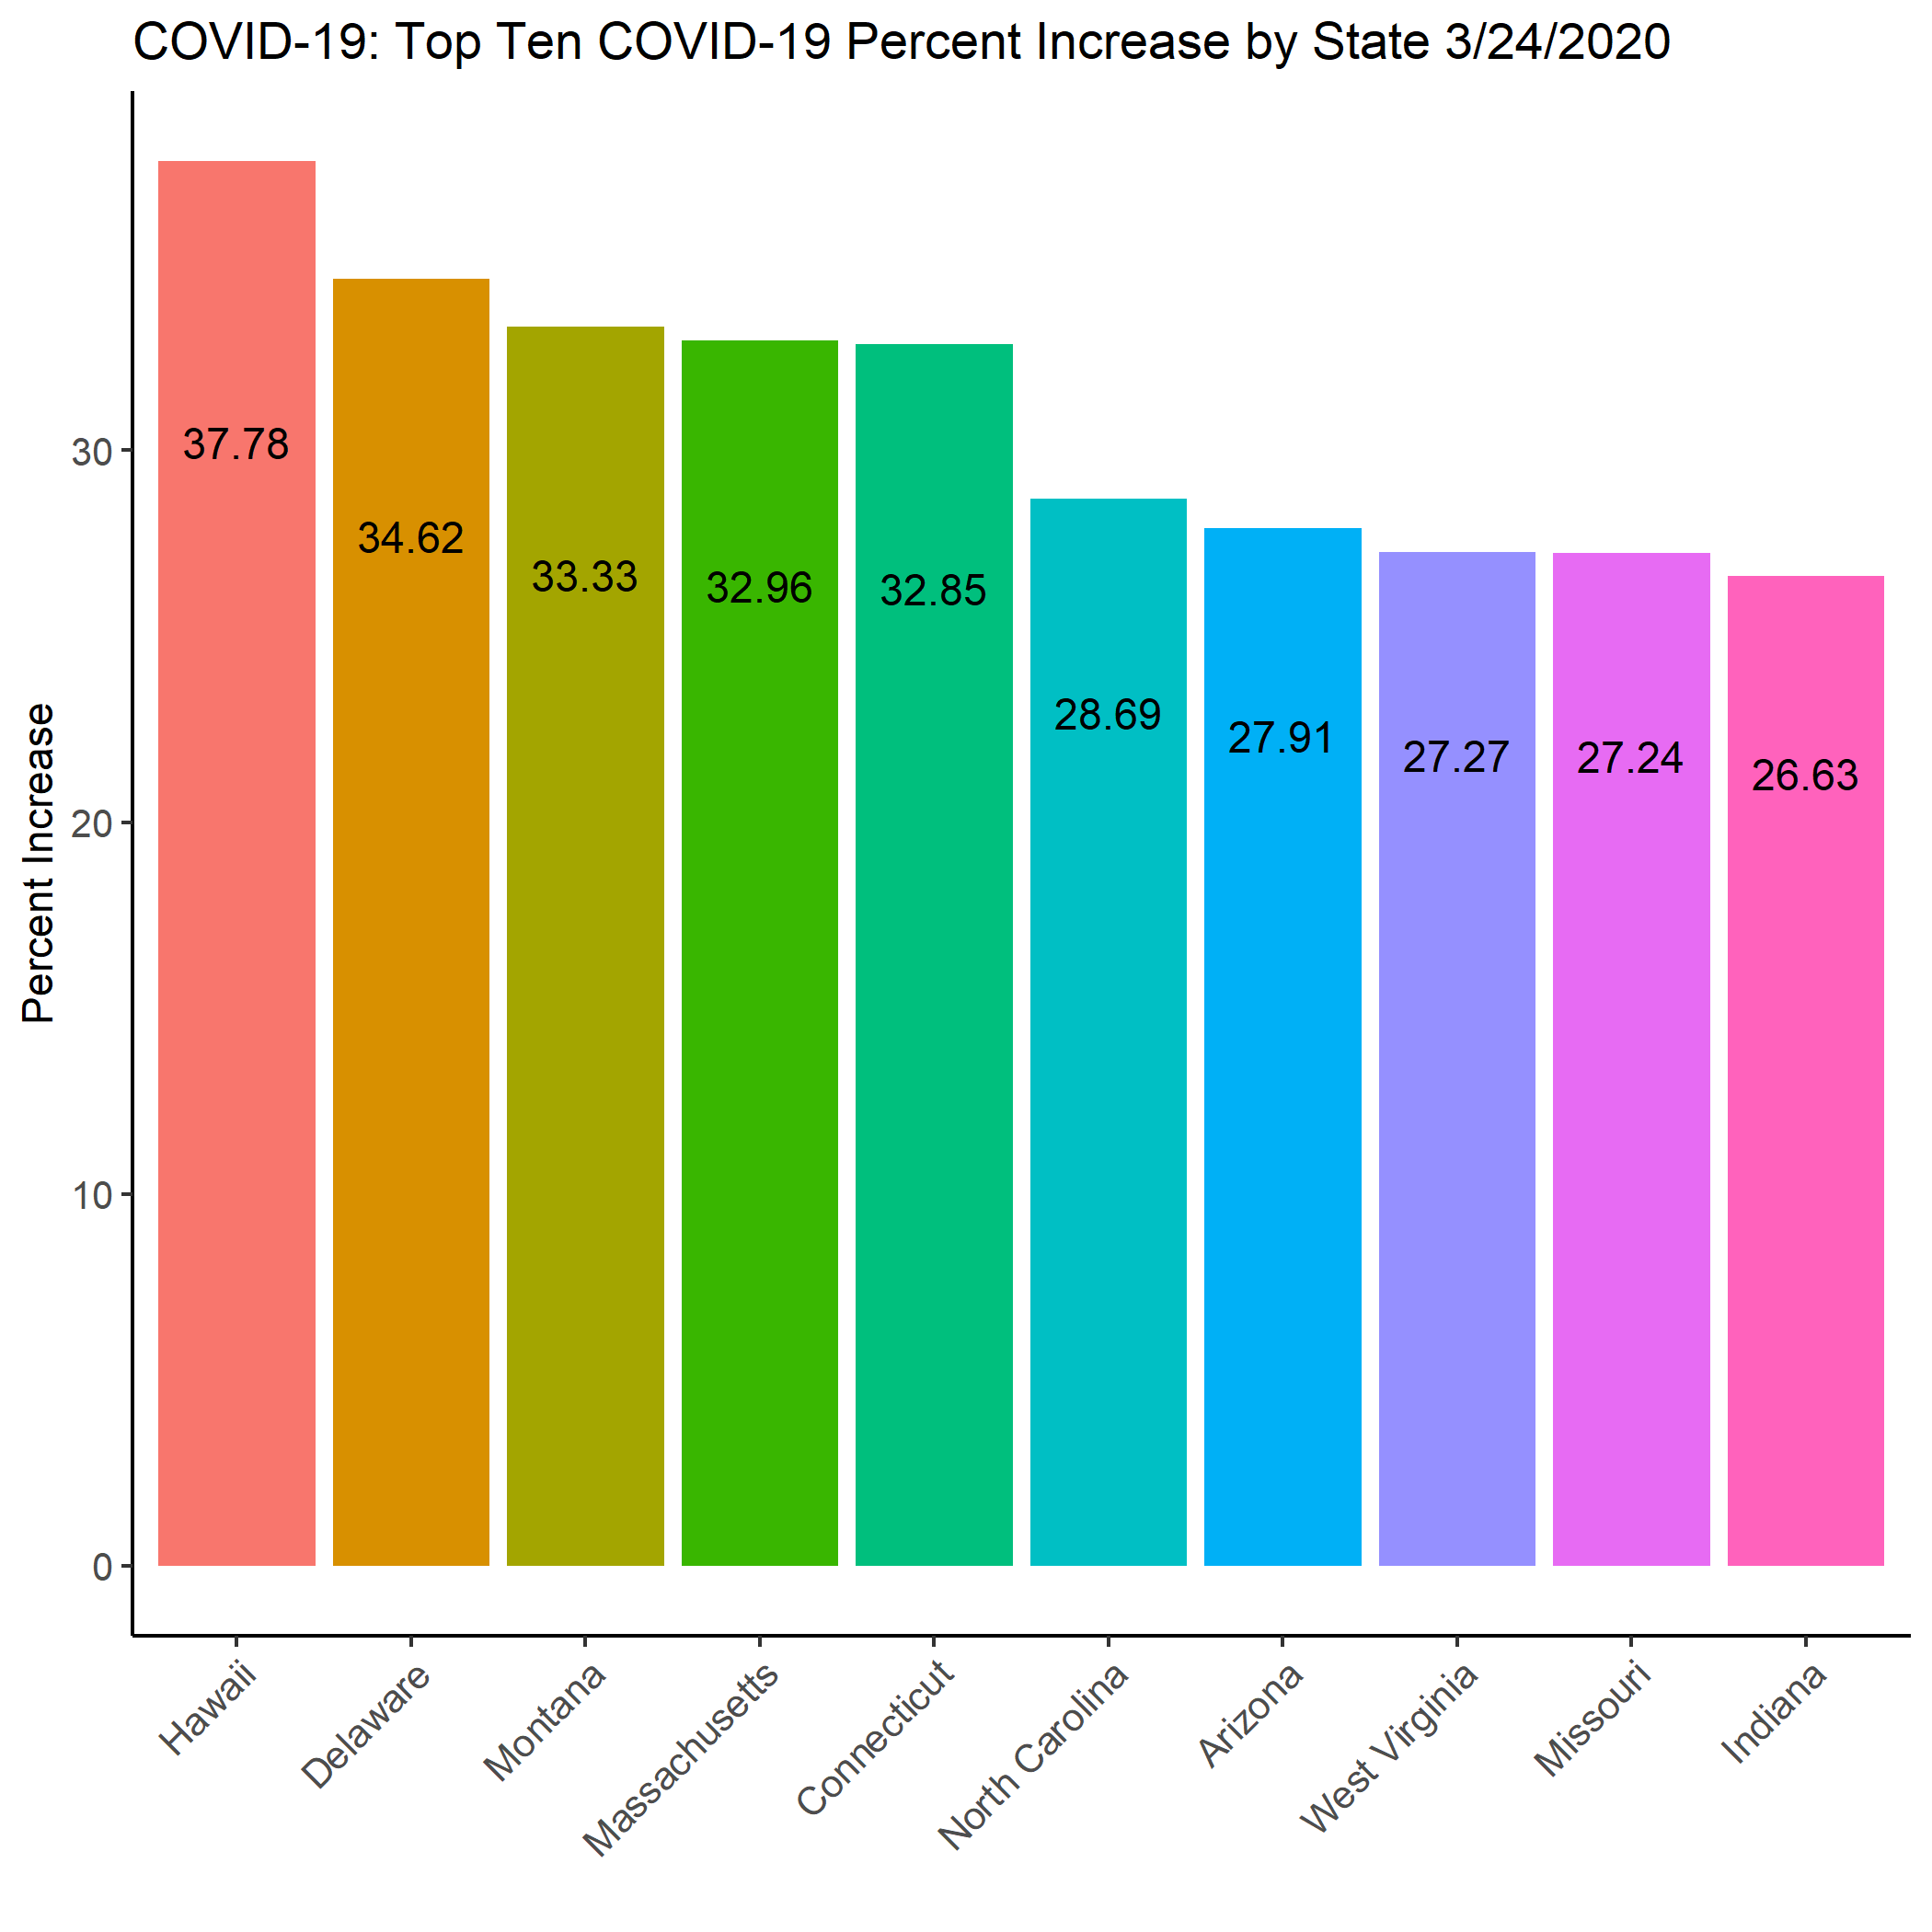 COVID-19: Top Ten COVID-19 Percent Increase by State 3/24/2020
Percent Increase
30
20
10
0
37.78
34.62
33.33
32.96
32.85
28.69
27.91
27.27
27.24
26.63
Hawaii
Delaware
Montana
Massachusetts
Connecticut
North Carolina
Arizona
West Virginia
Missouri
Indiana